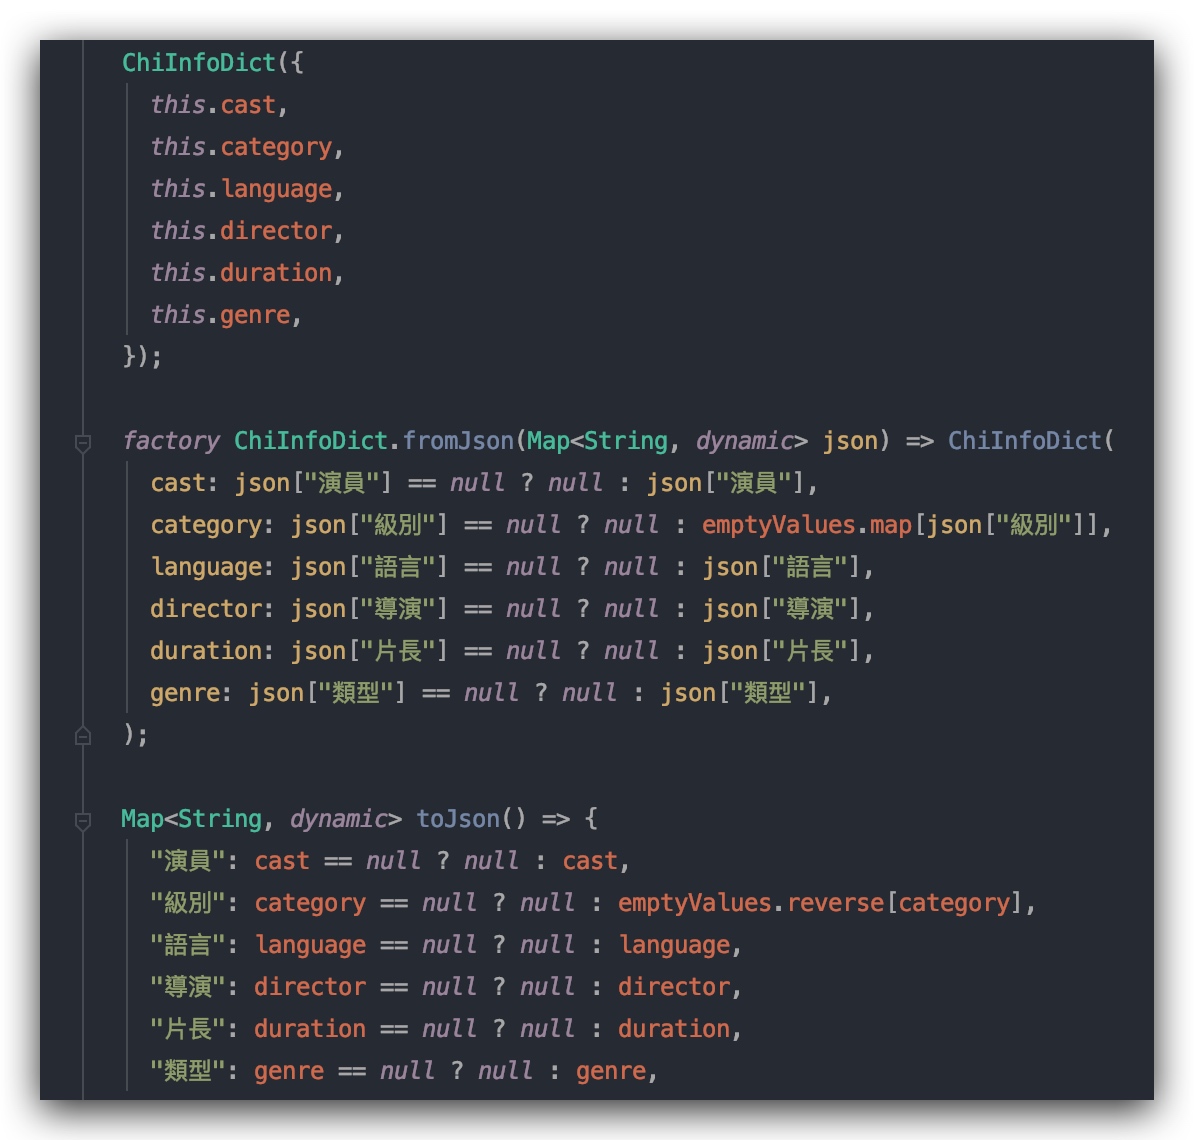 ChiInfoDict({
this.cast,
this.category,
this.language,
this.director,
this.duration,
this.genre,
});
factory ChiInfoDict.fromJson(Map<String, dynamic> json) => ChiInfoDict(
cast: json["演員"] == null ? null : json["演員"],
category: json["級別"] == null ? null : emptyValues.map[json["級別"]],
language: json["語言"] == null ? null : json["語言"],
director: json["導演"] == null ? null : json["導演"],
duration: json["片長"] == null ? null : json["片長"],
genre: json["類型"] == null ? null : json["類型"],
);
Map<String, dynamic> toJson() => {
"演員": cast == null ? null : cast,
"級別": category == null ? null : emptyValues.reverse[category],
"語言": language == null ? null : language,
"導演": director == null ? null : director,
"片長": duration == null ? null : duration,
"類型": genre == null ? null : genre,